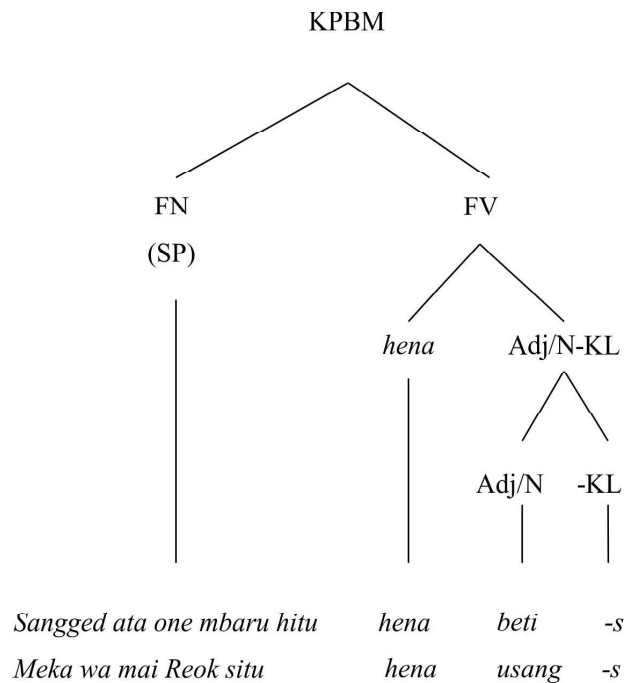 KPBM
FN FV
(SP)
hena Adj/N-KL
Adj/N -KL
Sangged ata one mbaru hitu hena beti -s
Meka wa mai Reok situ hena usang -s